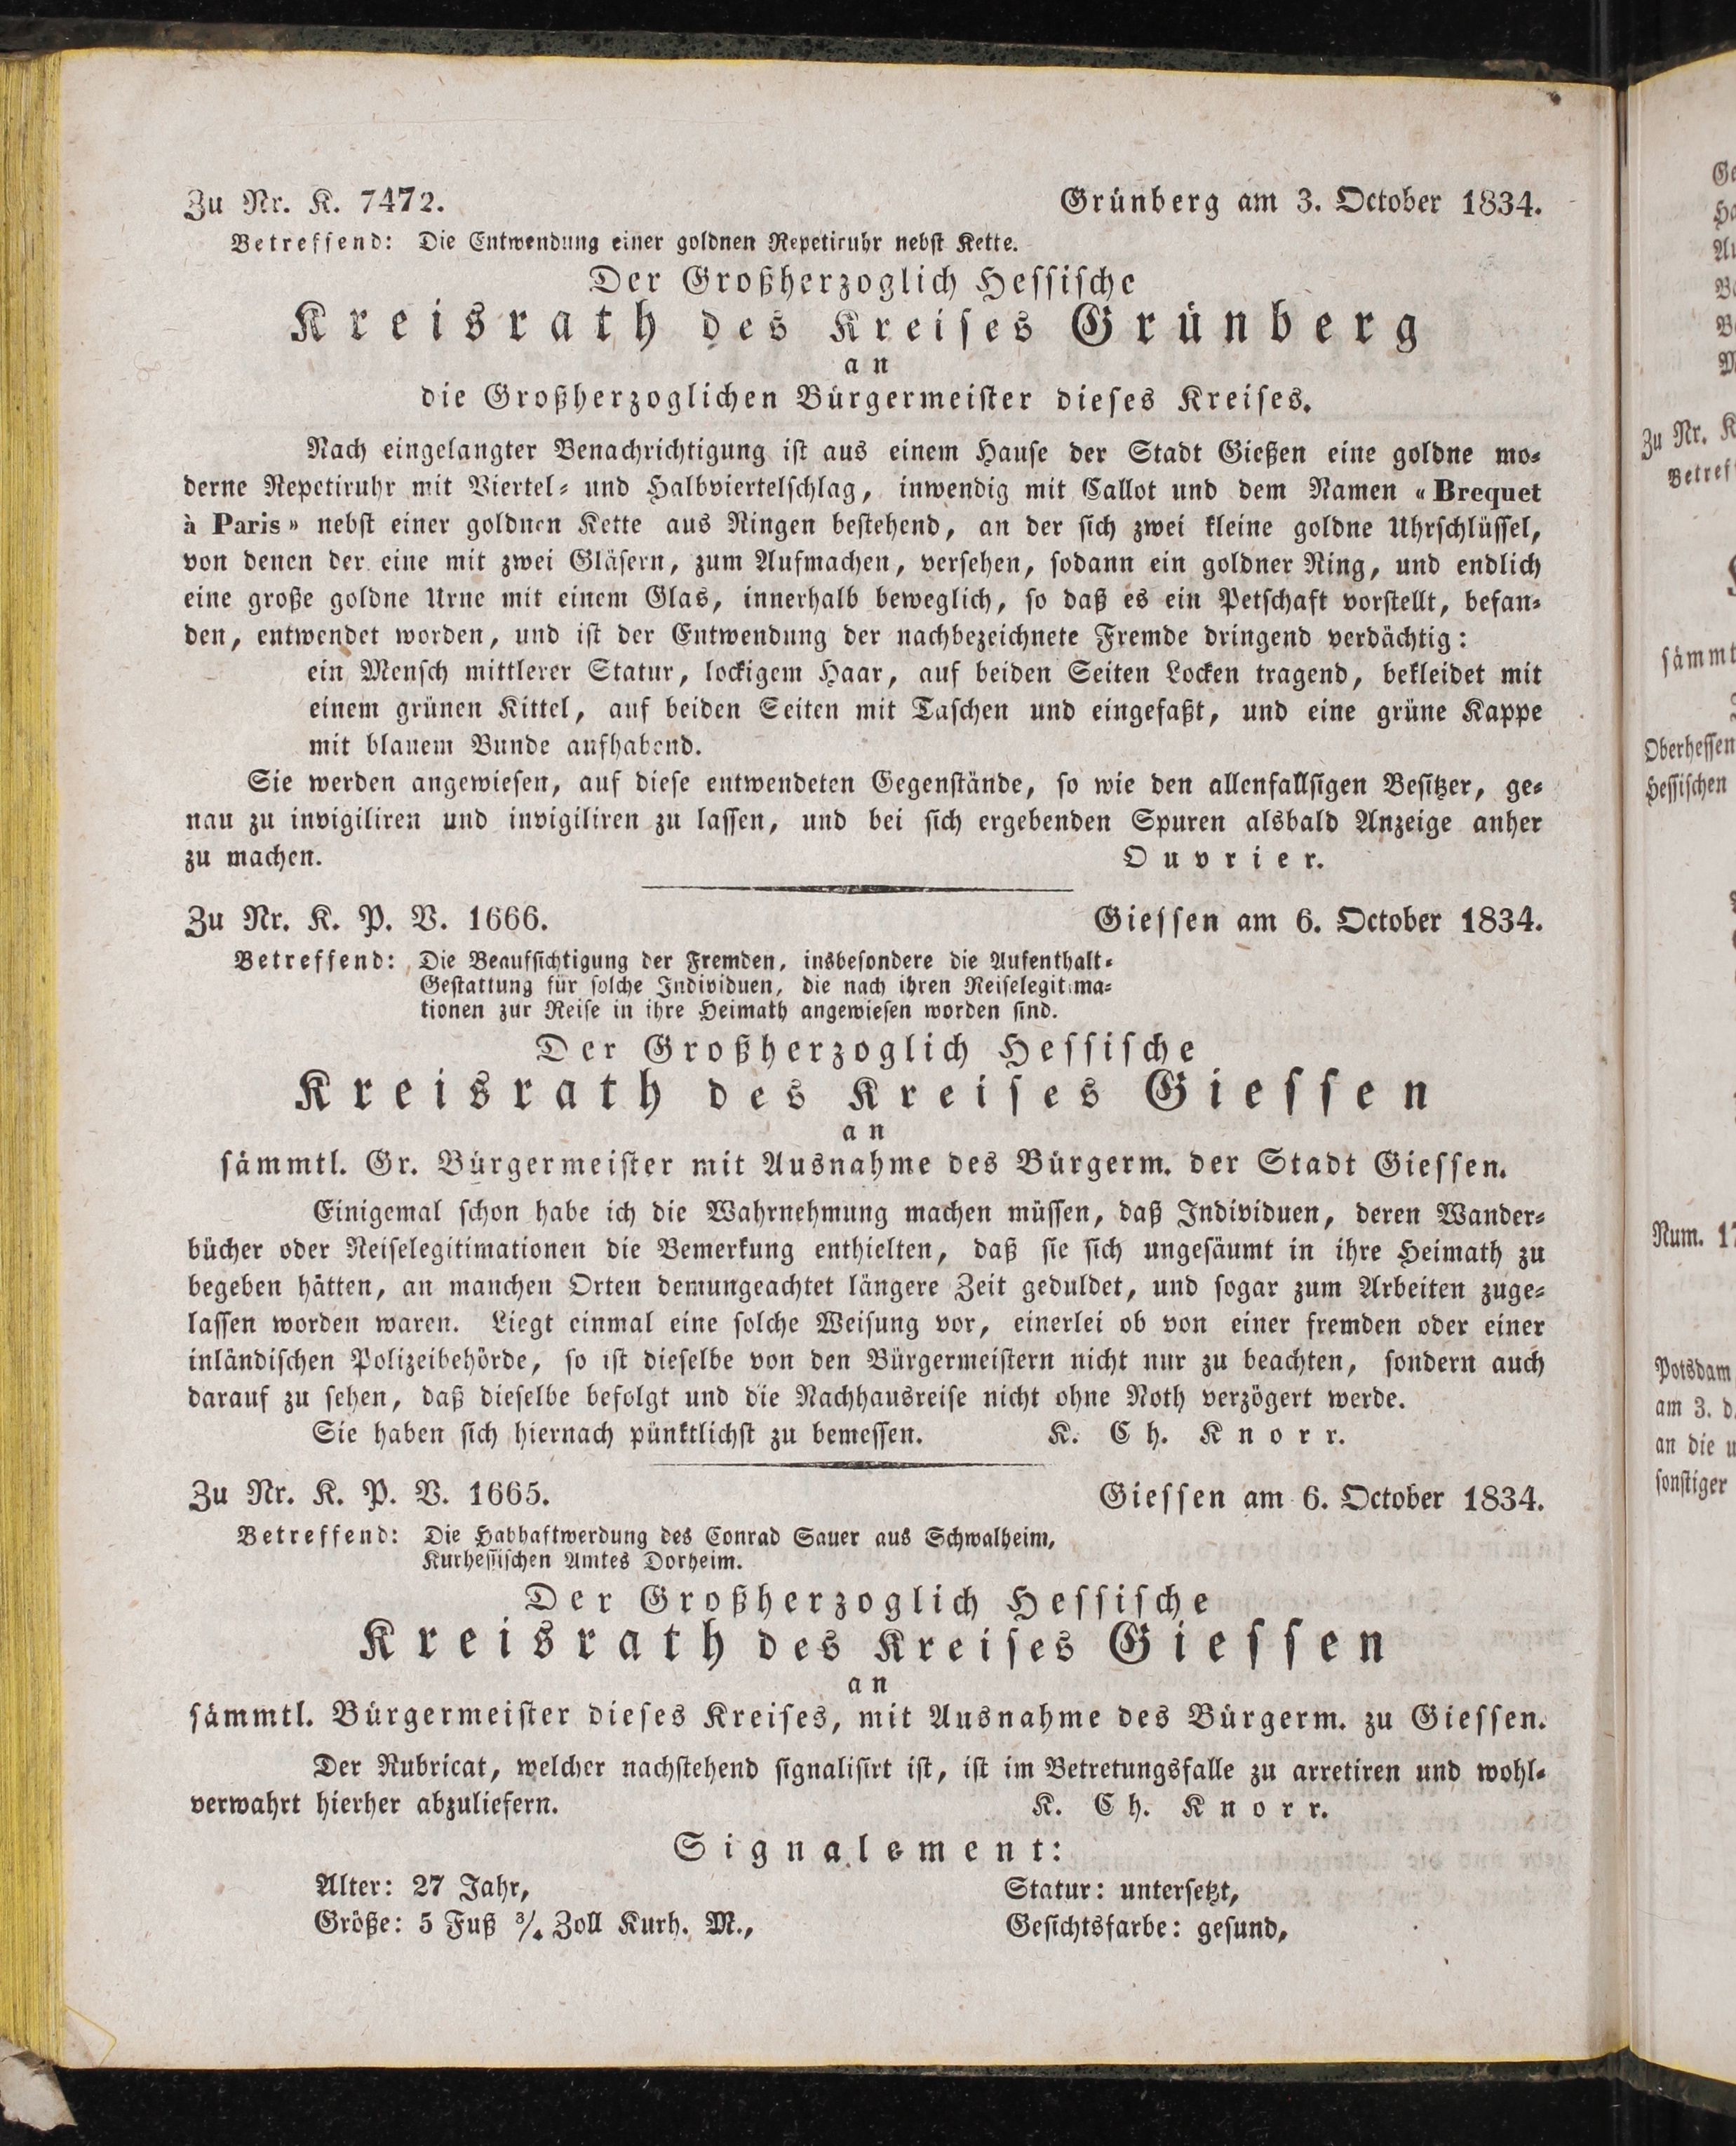 Zu Nr. K. 7472.
Grünberg am 3. October 1834.
Betreffend: Die Entwendung einer goldnen Repetiruhr nebst Kette.
Der Großherzoglich Hessische
Kreisrath des Kreises Grünberg
an
die Großherzoglichen Bürgermeister dieses Kreises.
Nach eingelangter Benachrichtigung ist aus einem Hause der Stadt Gießen eine goldne mo-
derne Repetiruhr mit Viertel- und Halbviertelschlag, inwendig mit Callot und dem Namen « Brequet
à Paris » nebst einer goldnen Kette aus Ringen bestehend, an der sich zwei kleine goldne Uhrschlüssel,
von denen der eine mit zwei Gläsern, zum Aufmachen, versehen, sodann ein goldner Ring, und endlich
eine große goldne Urne mit einem Glas, innerhalb beweglich, so daß es ein Petschaft vorstellt, befan-
den, entwendet worden, und ist der Entwendung der nachbezeichnete Fremde dringend verdächtig:
ein Mensch mittlerer Statur, lockigem Haar, auf beiden Seiten Locken tragend, bekleidet mit
einem grünen Kittel, auf beiden Seiten mit Taschen und eingefaßt, und eine grüne Kappe
mit blauem Bunde aufhabend.
Sie werden angewiesen, auf diese entwendeten Gegenstände, so wie den allenfallsigen Besitzer, ge-
nau zu invigiliren und invigiliren zu lassen, und bei sich ergebenden Spuren alsbald Anzeige anher
zu machen.
Ouvrier.
Zu Nr. K. P. V. 1666.
Giessen am 6. October 1834.
Betreffend: Die Beaufsichtigung der Fremden, insbesondere die Aufenthalt-
Gestattung für solche Individuen, die nach ihren Reiselegitima-
tionen zur Reise in ihre Heimath angewiesen worden sind.
Der Großherzoglich Hessische
Kreisrath des Kreises Giessen
an
sämmtl. Gr. Bürgermeister mit Ausnahme des Bürgerm. der Stadt Giessen.
Einigemal schon habe ich die Wahrnehmung machen müssen, daß Individuen, deren Wander-
bücher oder Reiselegitimationen die Bemerkung enthielten, daß sie sich ungesäumt in ihre Heimath zu
begeben hätten, an manchen Orten demungeachtet längere Zeit geduldet, und sogar zum Arbeiten zuge-
lassen worden waren. Liegt einmal eine solche Weisung vor, einerlei ob von einer fremden oder einer
inländischen Polizeibehörde, so ist dieselbe von den Bürgermeistern nicht nur zu beachten, sondern auch
darauf zu sehen, daß dieselbe befolgt und die Nachhausreise nicht ohne Noth verzögert werde.
Sie haben sich hiernach pünktlichst zu bemessen.
K. Ch. Knorr.
Zu Nr. K. P. V. 1665.
Giessen am 6. October 1834.
Betreffend: Die Habhaftwerdung des Conrad Sauer aus Schwalheim,
Kurhessischen Amtes Dorheim.
Der Großherzoglich Hessische
Kreisrath des Kreises Giessen
an
sämmtl. Bürgermeister dieses Kreises, mit Ausnahme des Bürgerm. zu Giessen.
Der Rubricat, welcher nachstehend signalisirt ist, ist im Betretungsfalle zu arretiren und wohl-
verwahrt hierher abzuliefern.
K. Ch. Knorr.
Signalement:
Alter: 27 Jahr,
Größe: 5 Fuß 3/4 Zoll Kurh. M.,
Statur: untersetzt,
Gesichtsfarbe: gesund,
Zu Nr. K
Oberhessen
Hessischen
Num. 17
Potsdam
am 3. d.
an die u
sonstiger